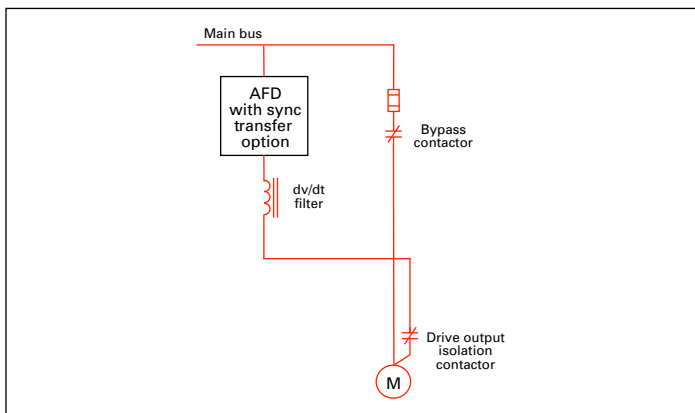 Main bus
AFD
with sync
transfer
option
Bypass
contactor
dv/dt
filter
Drive output
isolation
contactor
M